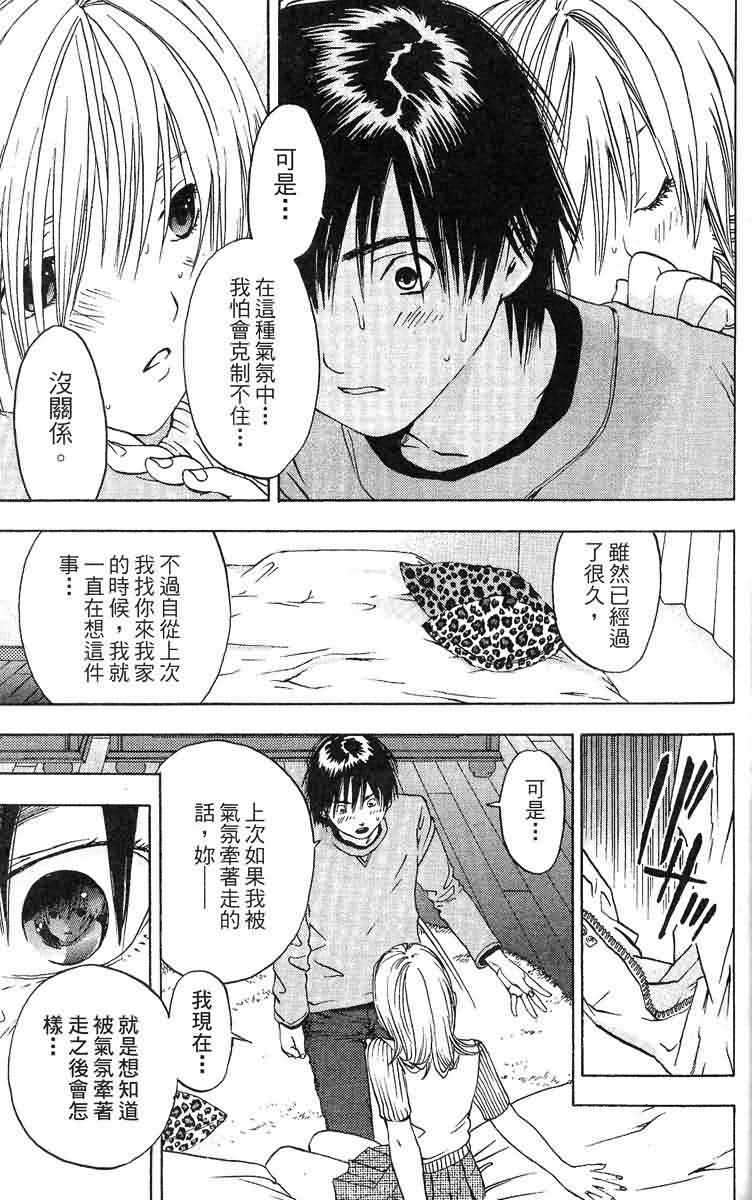 可是…
在這種氣氛中…
我怕會克制不住…
沒關係。
雖然已經過
了很久，
不過自從上次
我找你來我家
的時候，我就
一直在想這件
事…
可是…
上次如果我被
氣氛牽著走的
話，妳——
我現在…
就是想知道
被氣氛牽著
走之後會怎
樣…